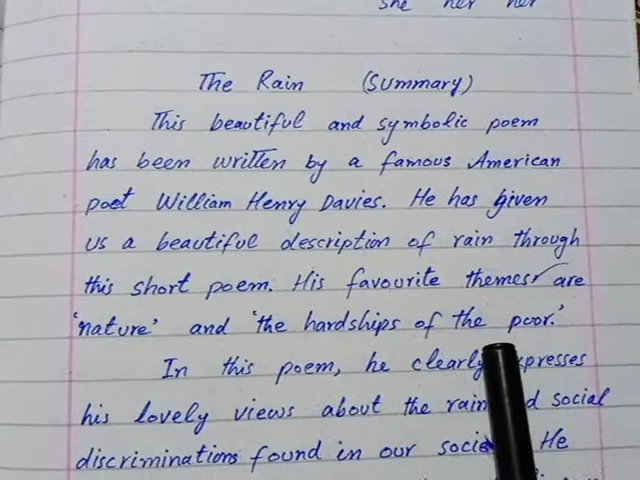 she her her
The Rain (Summary)
This beautiful and symbolic poem
has been written by a famous American
poet William Henry Davies. He has given
us a beautiful description of rain through
this short poem. His favourite themes are
'nature' and 'the hardships of the poor.'
In this poem, he clearly
his lovely views about the rain social
discriminations found in our He